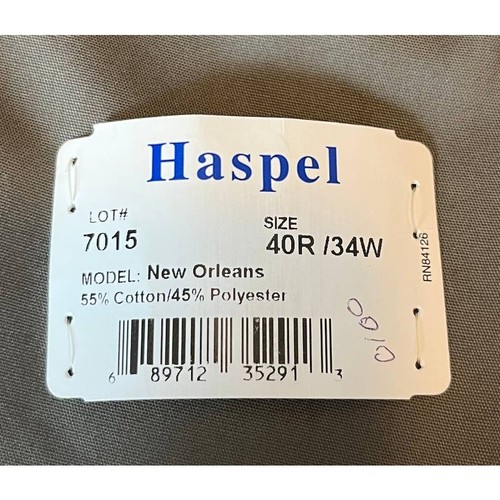 Haspel
LOT#
7015
SIZE
40R /34W
MODEL: New Orleans
55% Cotton/45% Polyester
6 89712 35291 3
RN84126